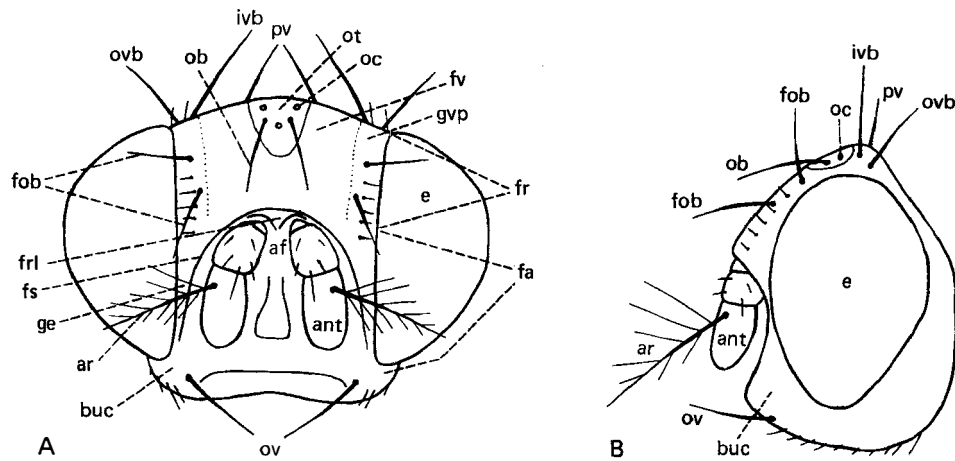 ivb
pv
ot
oc
ob
ovb
fv
gvp
fob
fr
e
frl
af
fs
fa
ge
ant
ar
buc
ov
A
ivb
oc
pv
ovb
fob
ob
fob
e
ar
ant
ov
buc
B